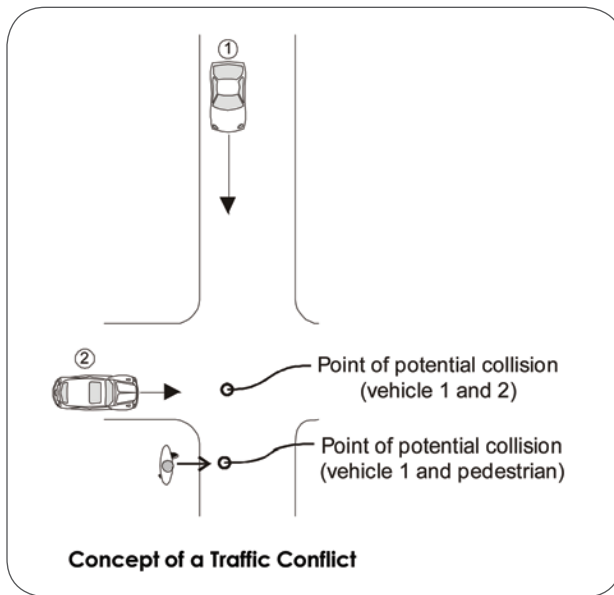 ①
②
Point of potential collision
(vehicle 1 and 2)
Point of potential collision
(vehicle 1 and pedestrian)
Concept of a Traffic Conflict